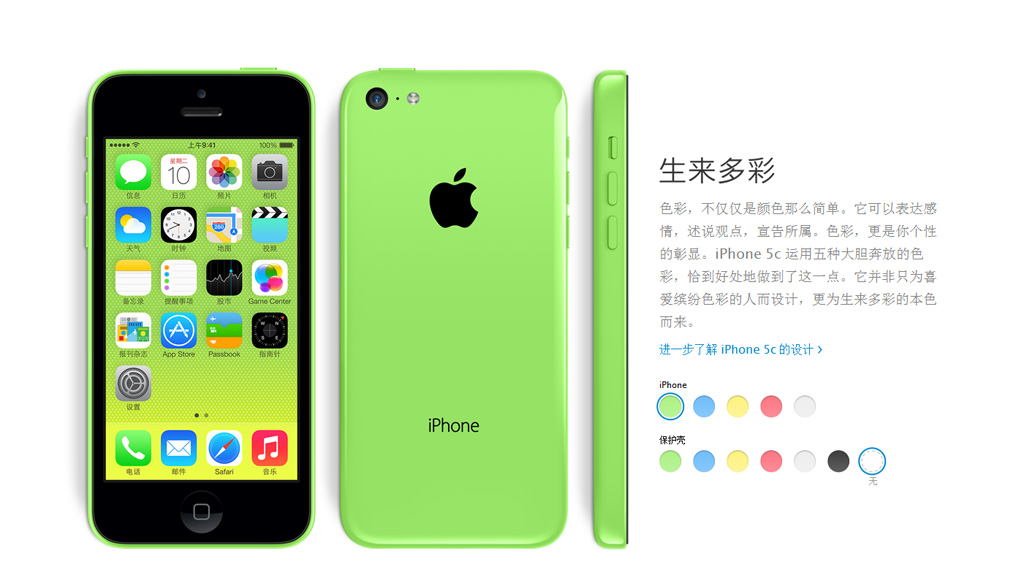 上午9:41
100%
星期二
10
信息
日历
照片
相机
280
天气
时钟
地图
视频
备忘录
提醒事项
股市
Game Center
报刊杂志
App Store
Passbook
指南针
设置
电话
邮件
Safari
音乐
iPhone
生来多彩
色彩，不仅仅是颜色那么简单。它可以表达感
情，述说观点，宣告所属。色彩，更是你个性
的彰显。iPhone 5c 运用五种大胆奔放的色
彩，恰到好处地做到了这一点。它并非只为喜
爱缤纷色彩的人而设计，更为生来多彩的本色
而来。
进一步了解 iPhone 5c 的设计 ›
iPhone
保护壳
无